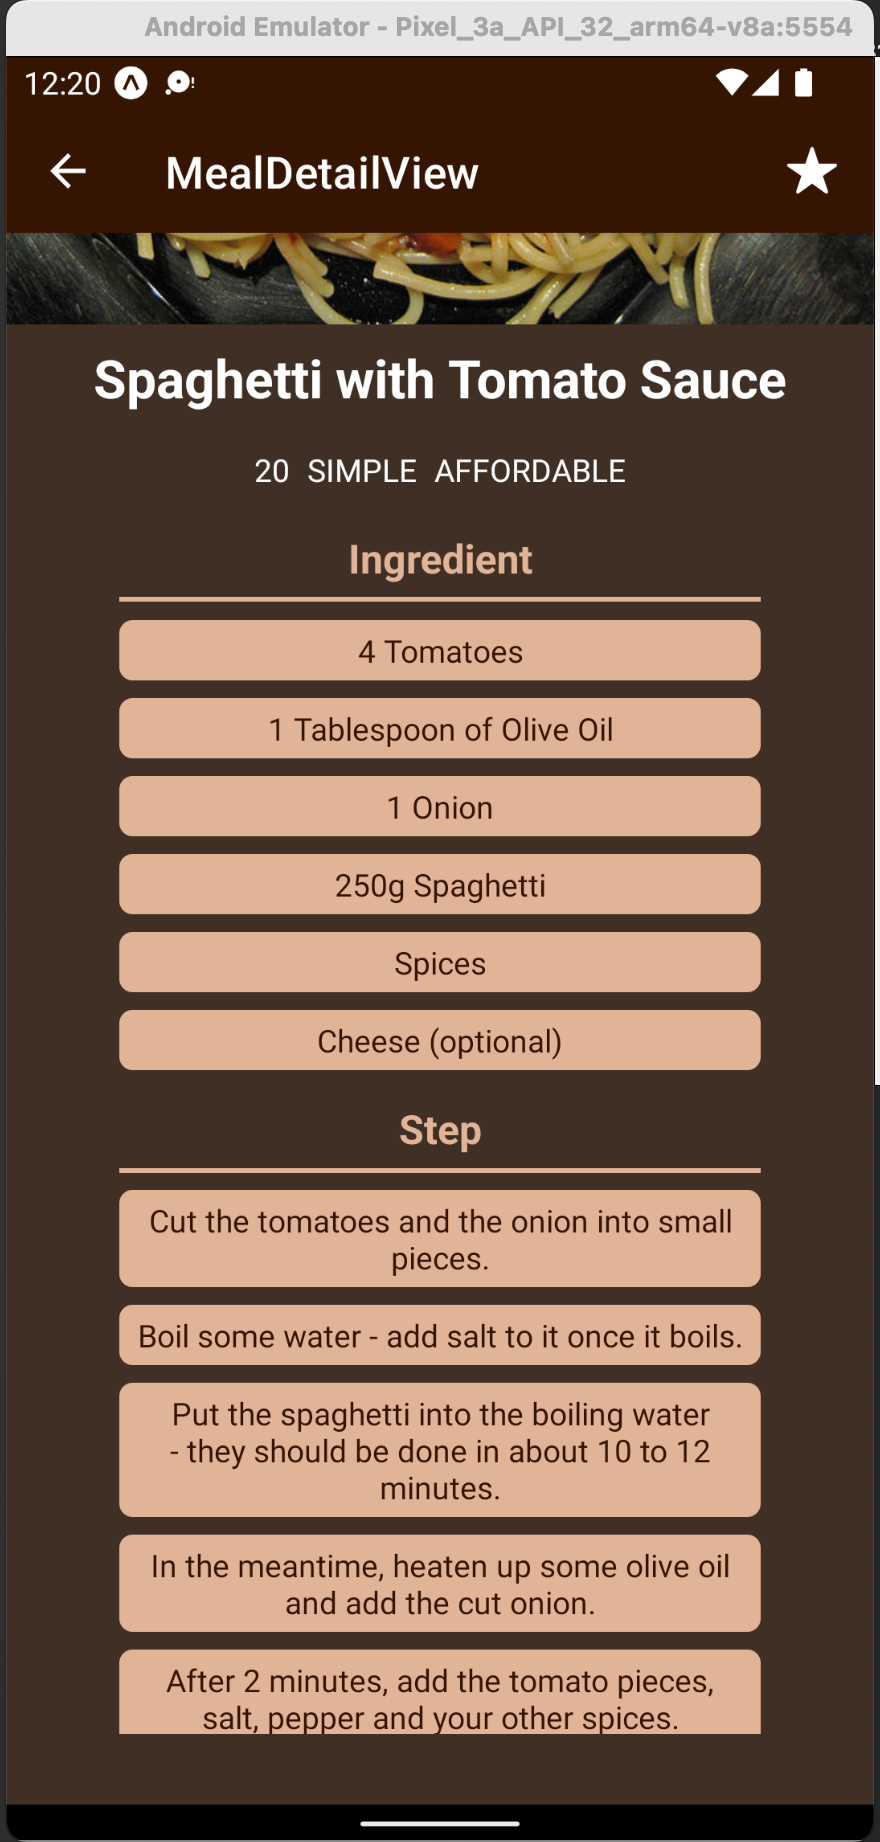 Android Emulator - Pixel_3a_API_32_arm64-v8a:5554
12:20
MealDetailView
Spaghetti with Tomato Sauce
20 SIMPLE AFFORDABLE
Ingredient
4 Tomatoes
1 Tablespoon of Olive Oil
1 Onion
250g Spaghetti
Spices
Cheese (optional)
Step
Cut the tomatoes and the onion into small
pieces.
Boil some water - add salt to it once it boils.
Put the spaghetti into the boiling water
- they should be done in about 10 to 12
minutes.
In the meantime, heaten up some olive oil
and add the cut onion.
After 2 minutes, add the tomato pieces,
salt, pepper and your other spices.